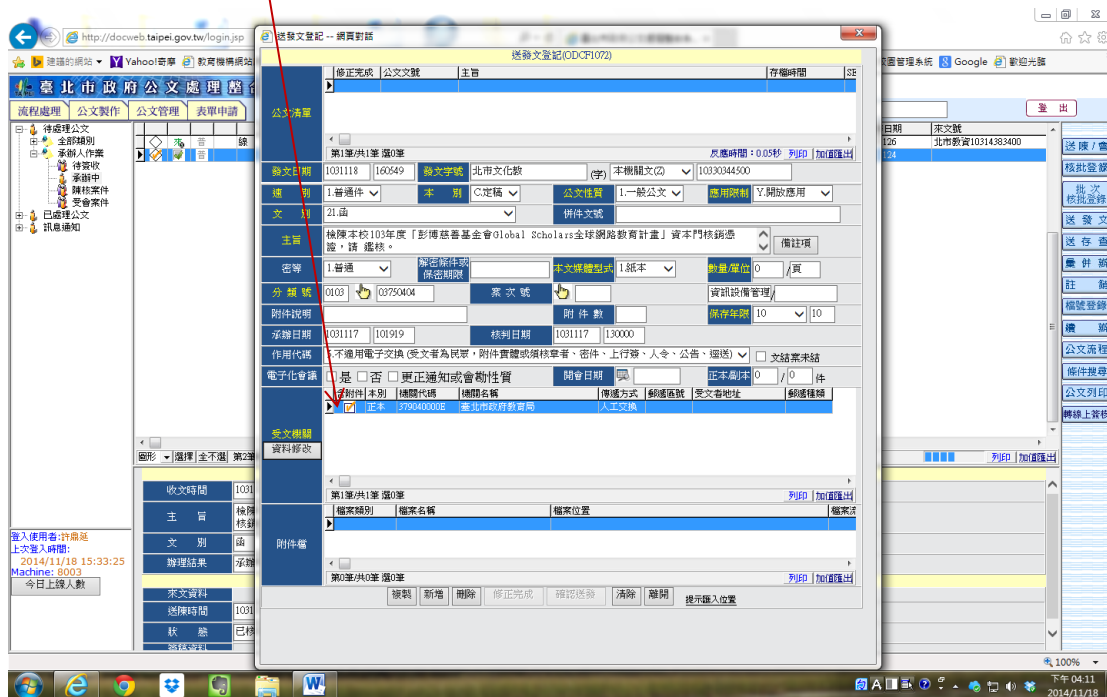 http://docweb.taipei.gov.tw/login.jsp
送發文登記 -- 網頁對話
建議的網站
Yahoo!奇摩
教育機構網站
校園管理系統
Google
歡迎光臨
送發文登記(ODCF1072)
臺北市政府公文處理整合
登 出
流程處理
公文製作
公文管理
表單申請
待處理公文
全部類別
承辦人作業
待簽收
承辦中
陳核案件
受會案件
已處理公文
訊息通知
修正完成
公文文號
主旨
存檔時間
公文清單
第1筆/共1筆 選0筆
反應時間：0.05秒
列印
加值匯出
日期
來文號
126
北市教資10314383400
124
發文日期
1031118
160549
發文字號
北市文化數
(字)
本機關文(Z)
10330344500
速 別
1.普通件
本 別
C.定稿
公文性質
1.一般公文
應用限制
Y.開放應用
文 別
21.函
併件文號
主旨
檢陳本校103年度「彭博慈善基金會Global Scholars全球網路教育計畫」資本門核銷憑
證，請 鑑核。
備註項
密等
1.普通
解密條件或
保密期限
本文媒體型式
1.紙本
數量/單位
0
/頁
分 類 號
0103
03750404
案 次 號
資訊設備管理/
附件說明
附 件 數
保存年限
10
10
承辦日期
1031117
101919
核判日期
1031117
130000
作用代碼
5.不適用電子交換 (受文者為民眾，附件實體或須核章者、密件、上行簽、人令、公告、逕送)
文結案未結
電子化會議
是
否
更正通知或會勘性質
開會日期
正本/副本
0
/
0
件
含附件
本別
機關代碼
機關名稱
傳遞方式
郵遞區號
受文者地址
郵遞種類
正本
379040000E
臺北市政府教育局
人工交換
受文機關
資料修改
第1筆/共1筆 選0筆
列印
加值匯出
檔案類別
檔案名稱
檔案位置
附件檔
第0筆/共0筆 選0筆
列印
加值匯出
複製
新增
刪除
修正完成
確認送發
清除
離開
提示匯入位置
圖形
選擇
全不選
第2筆
列印
加值匯出
收文時間
1031
主 旨
檢陳
核銷
文 別
函
辦理結果
承辦
來文資料
送陳時間
1031
狀 態
已核
登入使用者:許鼎延
上次登入時間:
2014/11/18 15:33:25
Machine: 8003
今日上線人數
送陳/會
核批登錄
批 次
核批登錄
送 發 文
送 存 查
彙 併 辦
註 銷
檔號登錄
續 辦
公文流程
條件搜尋
公文列印
轉線上簽核
100%
下午 04:11
2014/11/18